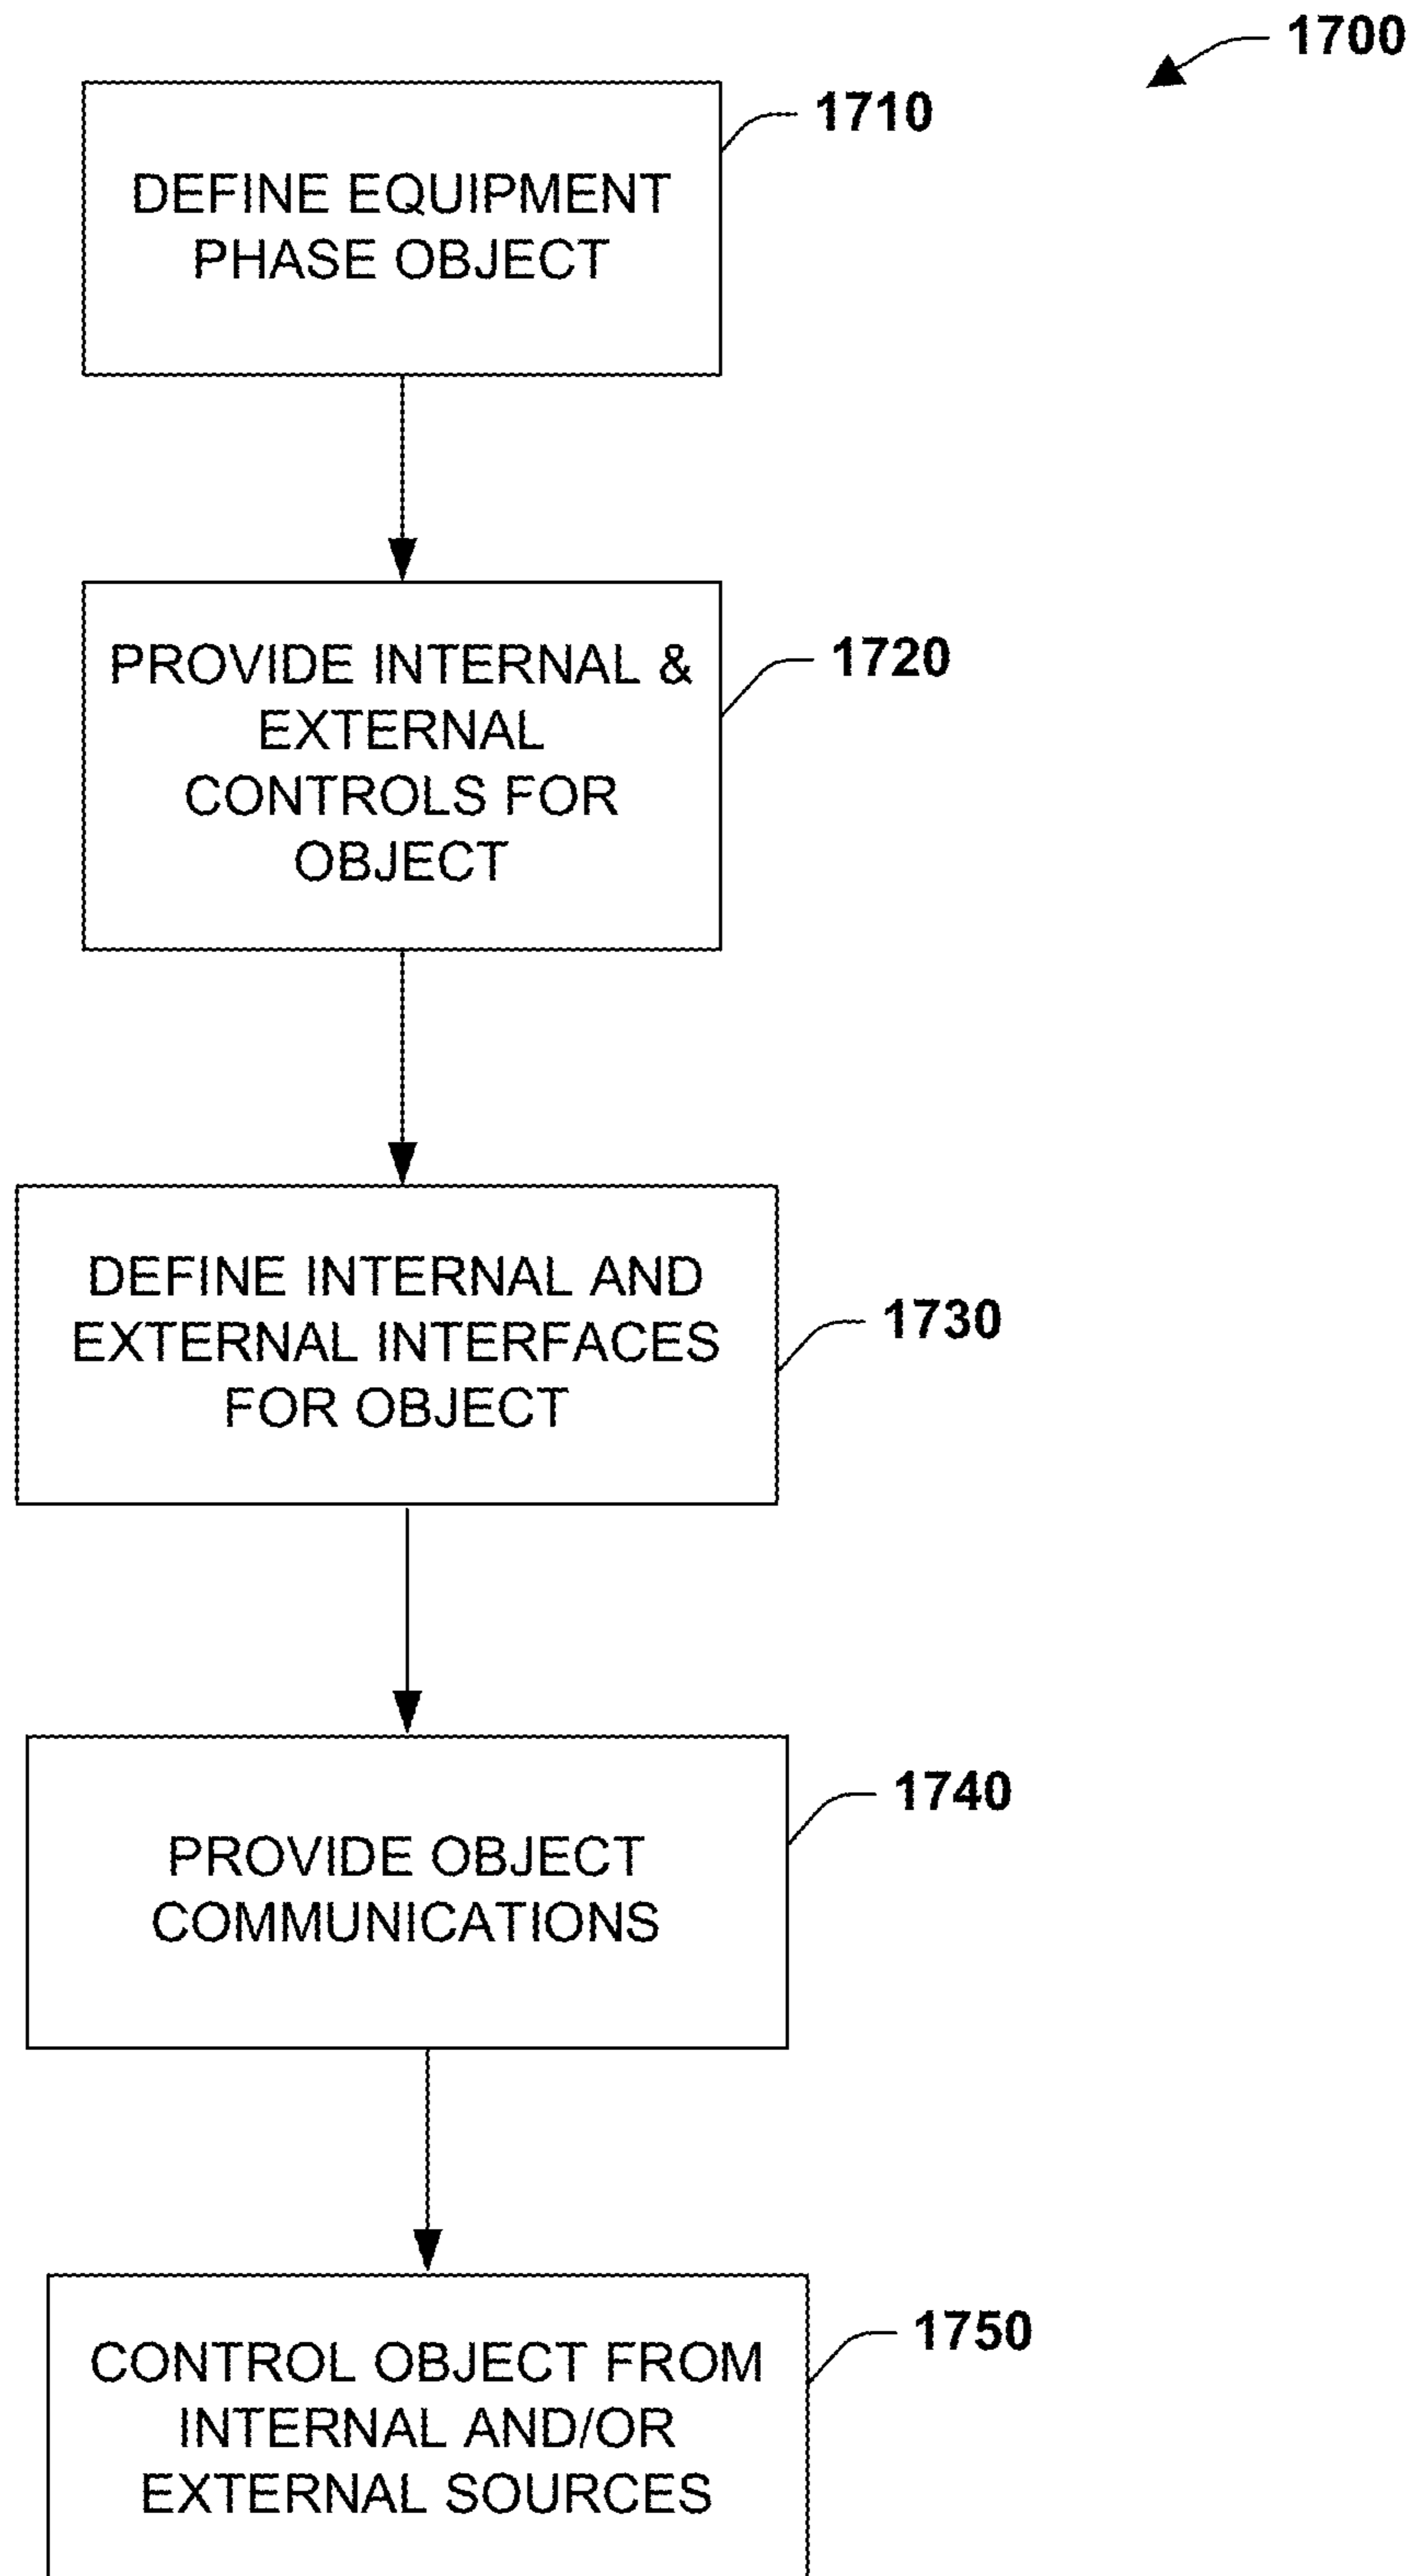 1700
1710
DEFINE EQUIPMENT
PHASE OBJECT
1720
PROVIDE INTERNAL &
EXTERNAL
CONTROLS FOR
OBJECT
1730
DEFINE INTERNAL AND
EXTERNAL INTERFACES
FOR OBJECT
1740
PROVIDE OBJECT
COMMUNICATIONS
1750
CONTROL OBJECT FROM
INTERNAL AND/OR
EXTERNAL SOURCES